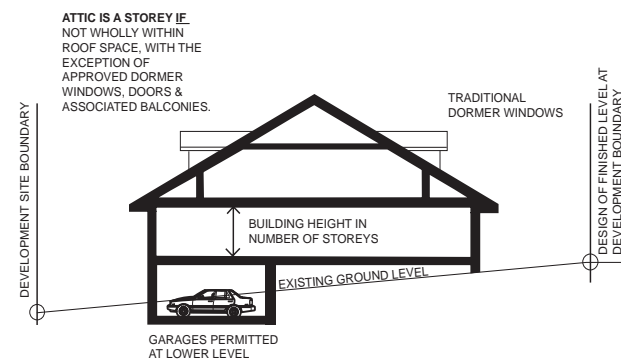 ATTIC IS A STOREY IF
NOT WHOLLY WITHIN
ROOF SPACE, WITH THE
EXCEPTION OF
APPROVED DORMER
WINDOWS, DOORS &
ASSOCIATED BALCONIES.
TRADITIONAL
DORMER WINDOWS
DEVELOPMENT SITE BOUNDARY
DESIGN OF FINISHED LEVEL AT
DEVELOPMENT BOUNDARY
BUILDING HEIGHT IN
NUMBER OF STOREYS
EXISTING GROUND LEVEL
GARAGES PERMITTED
AT LOWER LEVEL